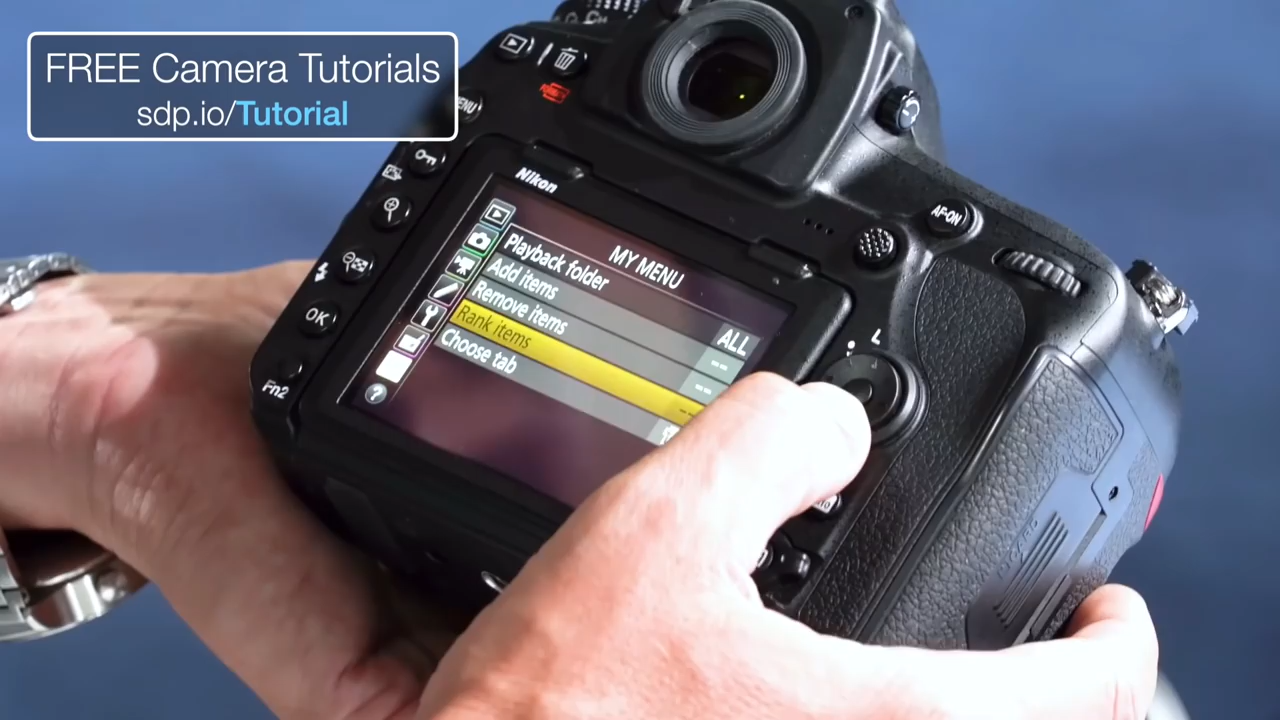 FREE Camera Tutorials
sdp.io/Tutorial
Nikon
MY MENU
Playback folder
ALL
Add items
--
Remove items
--
Rank items
--
Choose tab
?
OK
Fn2
AF-ON
L